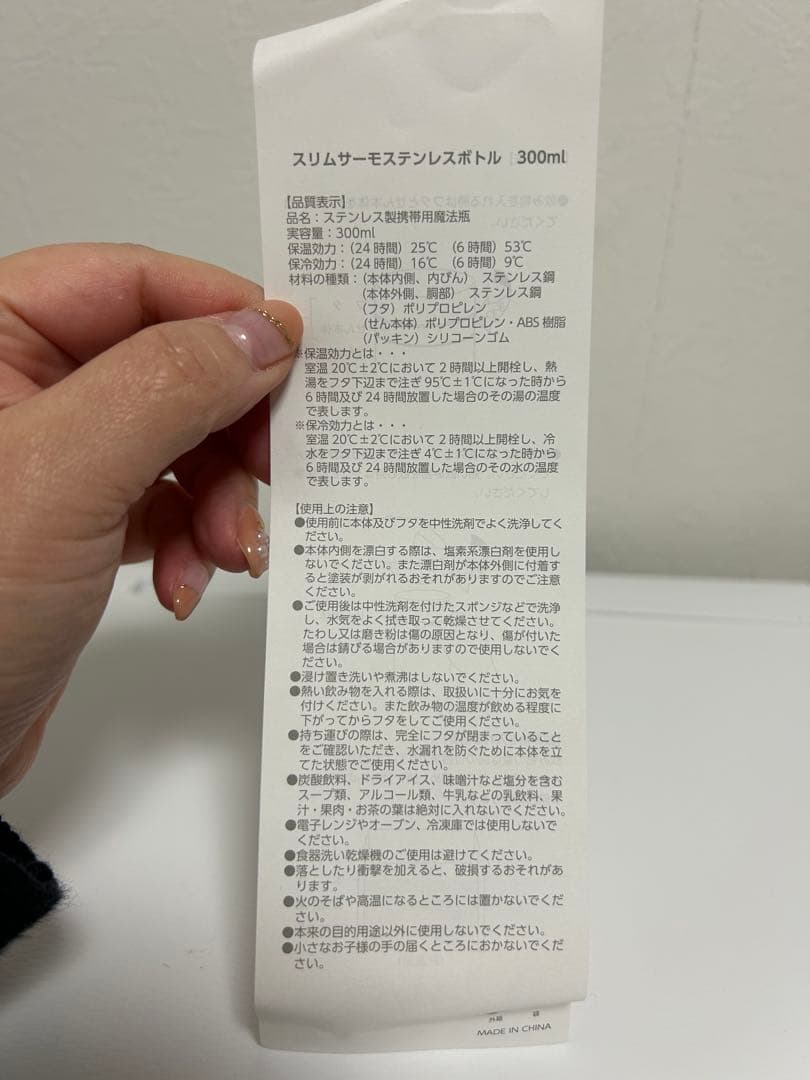 スリムサーモステンレスボトル 300ml
【品質表示】
品名：ステンレス製携帯用魔法瓶
実容量：300ml
保温効力：（24時間）25℃ （6時間）53℃
保冷効力：（24時間）16℃ （6時間）9℃
材料の種類：（本体内側、内びん） ステンレス鋼
（本体外側、胴部） ステンレス鋼
（フタ）ポリプロピレン
（せん本体）ポリプロピレン・ABS樹脂
（パッキン）シリコーンゴム
※保温効力とは・・・
室温20℃±2℃において2時間以上開栓し、熱
湯をフタ下辺まで注ぎ95℃±1℃になった時から
6時間及び24時間放置した場合のその湯の温度
で表します。
※保冷効力とは・・・
室温20℃±2℃において2時間以上開栓し、冷
水をフタ下辺まで注ぎ4℃±1℃になった時から
6時間及び24時間放置した場合のその水の温度
で表します。
【使用上の注意】
●使用前に本体及びフタを中性洗剤でよく洗浄してく
ださい。
●本体内側を漂白する際は、塩素系漂白剤を使用し
ないでください。また漂白剤が本体外側に付着す
ると塗装が剥がれるおそれがありますのでご注意
ください。
●ご使用後は中性洗剤を付けたスポンジなどで洗浄
し、水気をよく拭き取って乾燥させてください。
たわし又は磨き粉は傷の原因となり、傷が付いた
場合は錆びる場合がありますので使用しないでく
ださい。
●浸け置き洗いや煮沸はしないでください。
●熱い飲み物を入れる際は、取扱いに十分にお気を
付けください。また飲み物の温度が飲める程度に
下がってからフタをしてご使用ください。
●持ち運びの際は、完全にフタが閉まっていること
をご確認いただき、水漏れを防ぐために本体を立
てた状態でご使用ください。
●炭酸飲料、ドライアイス、味噌汁など塩分を含む
スープ類、アルコール類、牛乳などの乳飲料、果
汁・果肉・お茶の葉は絶対に入れないでください。
●電子レンジやオーブン、冷凍庫では使用しないで
ください。
●食器洗い乾燥機のご使用は避けてください。
●落としたり衝撃を加えると、破損するおそれがあ
ります。
●火のそばや高温になるところには置かないでくだ
さい。
●本来の目的用途以外に使用しないでください。
●小さなお子様の手の届くところにおかないでくだ
さい。
外箱 袋
MADE IN CHINA